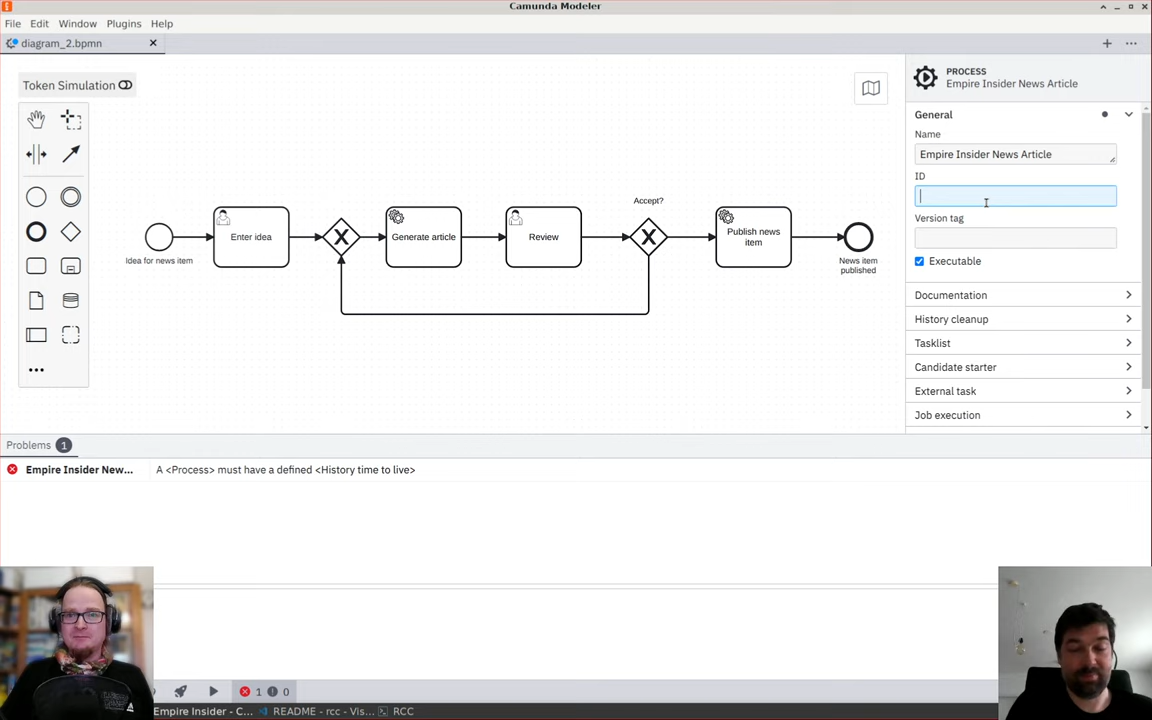 Camunda Modeler
File Edit Window Plugins Help
diagram_2.bpmn
Token Simulation
PROCESS
Empire Insider News Article
General
Name
Empire Insider News Article
ID
Version tag
Executable
Documentation
History cleanup
Tasklist
Candidate starter
External task
Job execution
Idea for news item
Enter idea
Generate article
Review
Accept?
Publish news
item
News item
published
Problems 1
Empire Insider New... A <Process> must have a defined <History time to live>
1 0
Empire Insider - C... README - rcc - Vis... RCC